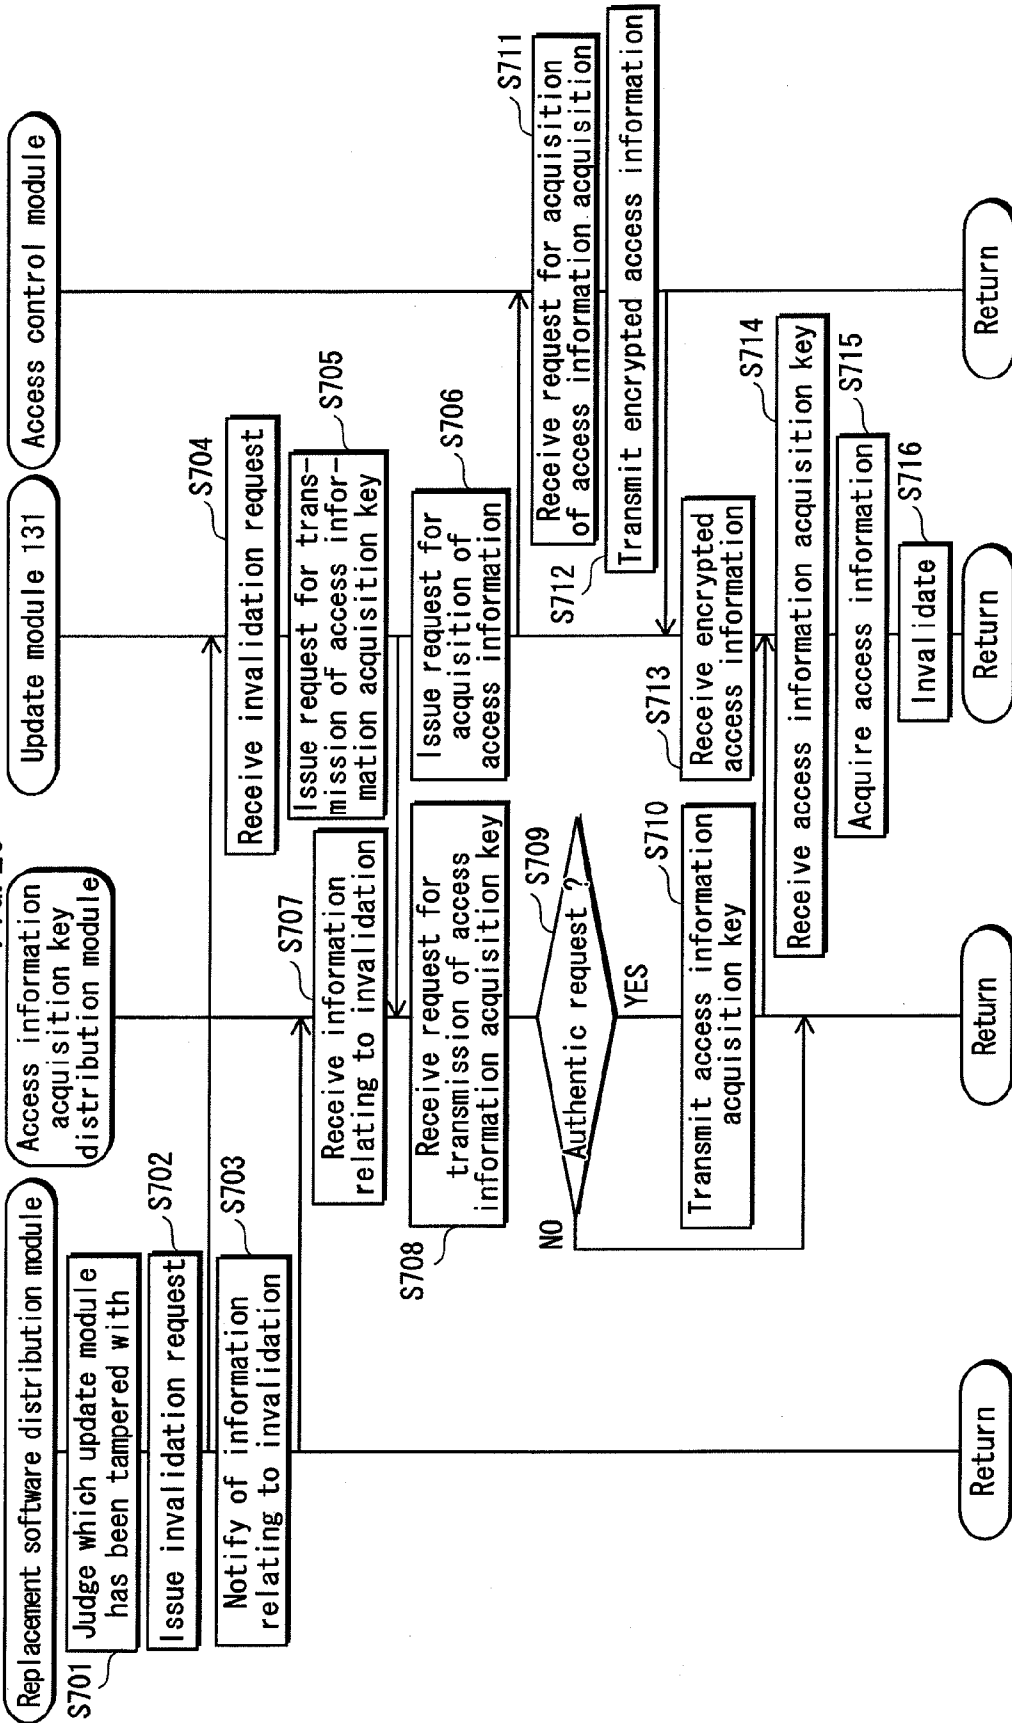 Replacement software distribution module
Access information
acquisition key
distribution module
Update module 131
Access control module
S701
Judge which update module
has been tampered with
S702
Issue invalidation request
S703
Notify of information
relating to invalidation
S704
Receive invalidation request
S705
Issue request for trans-
mission of access infor-
mation acquisition key
S706
Issue request for
acquisition of
access information
S707
Receive information
relating to invalidation
S708
Receive request for
transmission of access
information acquisition key
S709
Authentic request ?
NO
YES
S710
Transmit access information
acquisition key
S711
Receive request for acquisition
of access information acquisition
S712
Transmit encrypted access information
S713
Receive encrypted
access information
S714
Receive access information acquisition key
S715
Acquire access information
S716
Invalidate
Return
Return
Return
Return